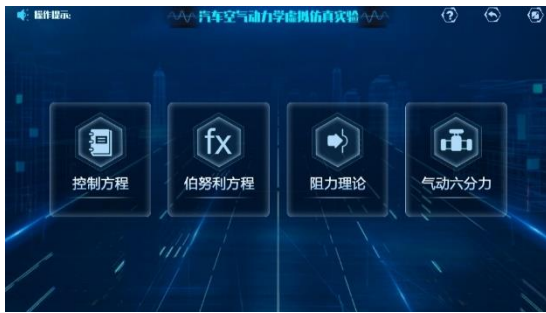 操作提示:
汽车空气动力学虚拟仿真实验
?
fx
控制方程
伯努利方程
阻力理论
气动六分力